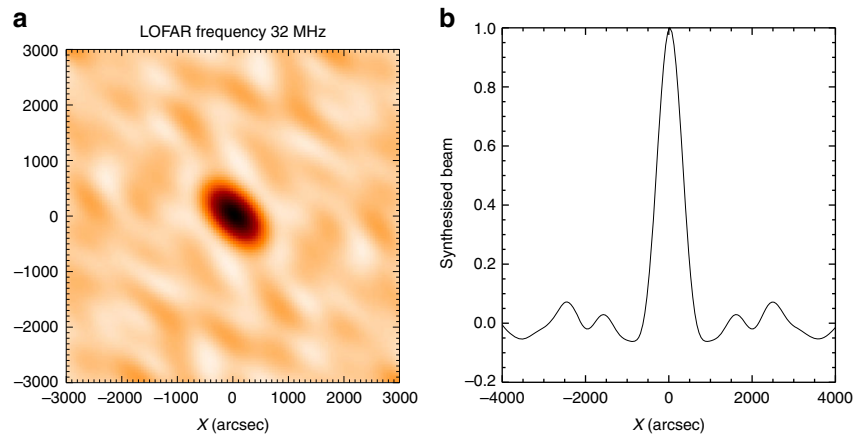 a
LOFAR frequency 32 MHz
3000
2000
1000
0
–1000
–2000
–3000
–3000 –2000 –1000 0 1000 2000 3000
X (arcsec)
b
Synthesised beam
1.0
0.8
0.6
0.4
0.2
0.0
–0.2
–4000 –2000 0 2000 4000
X (arcsec)